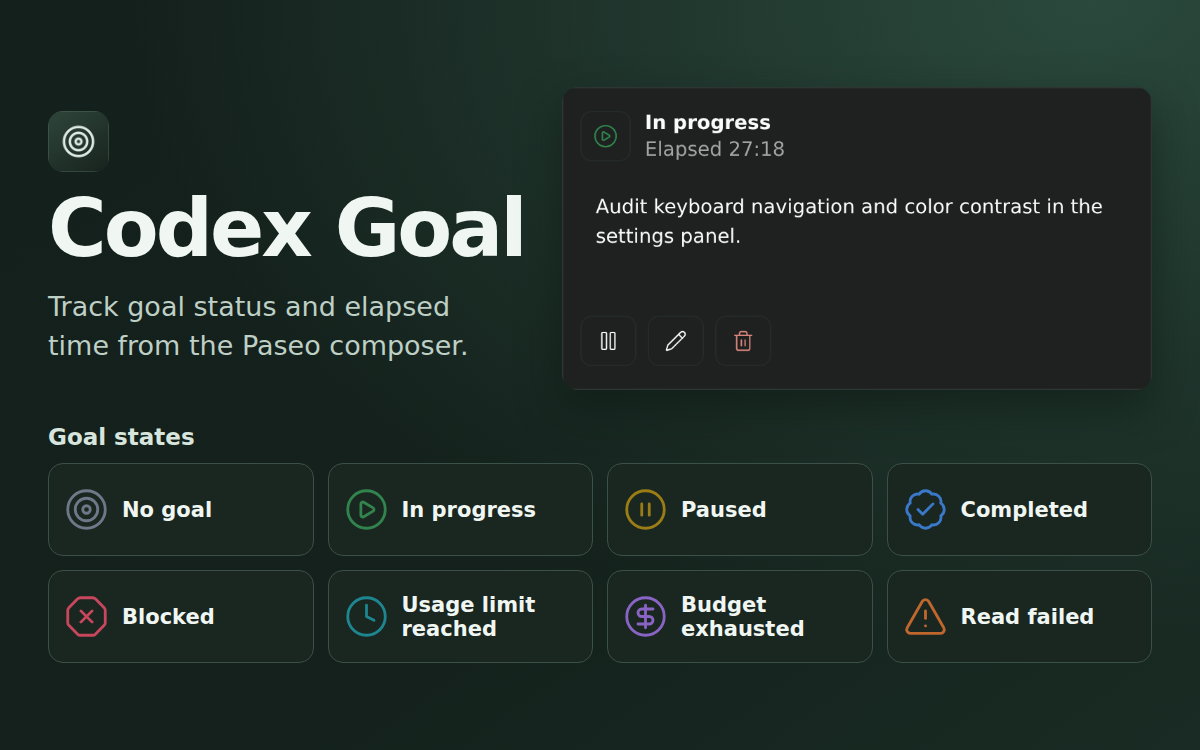 Codex Goal
Track goal status and elapsed
time from the Paseo composer.
In progress
Elapsed 27:18
Audit keyboard navigation and color contrast in the
settings panel.
Goal states
No goal
In progress
Paused
Completed
Blocked
Usage limit
reached
Budget
exhausted
Read failed